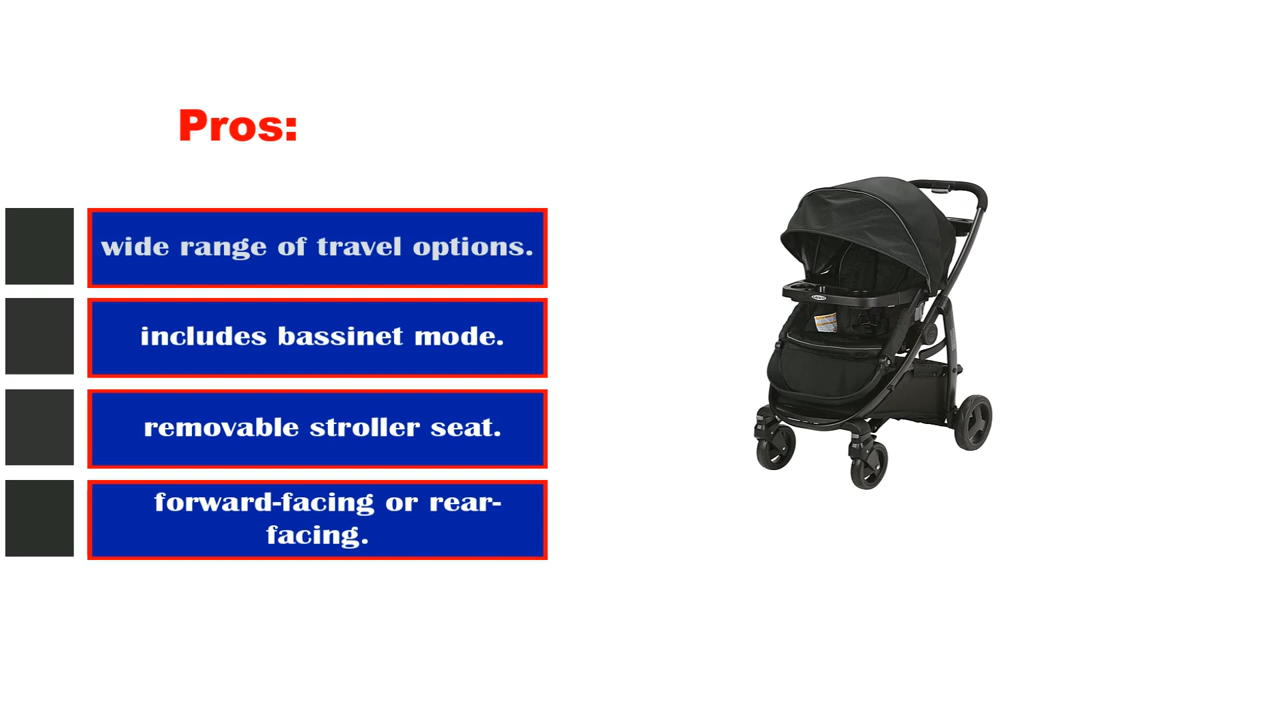 Pros:
wide range of travel options.
includes bassinet mode.
removable stroller seat.
forward-facing or rear-
facing.